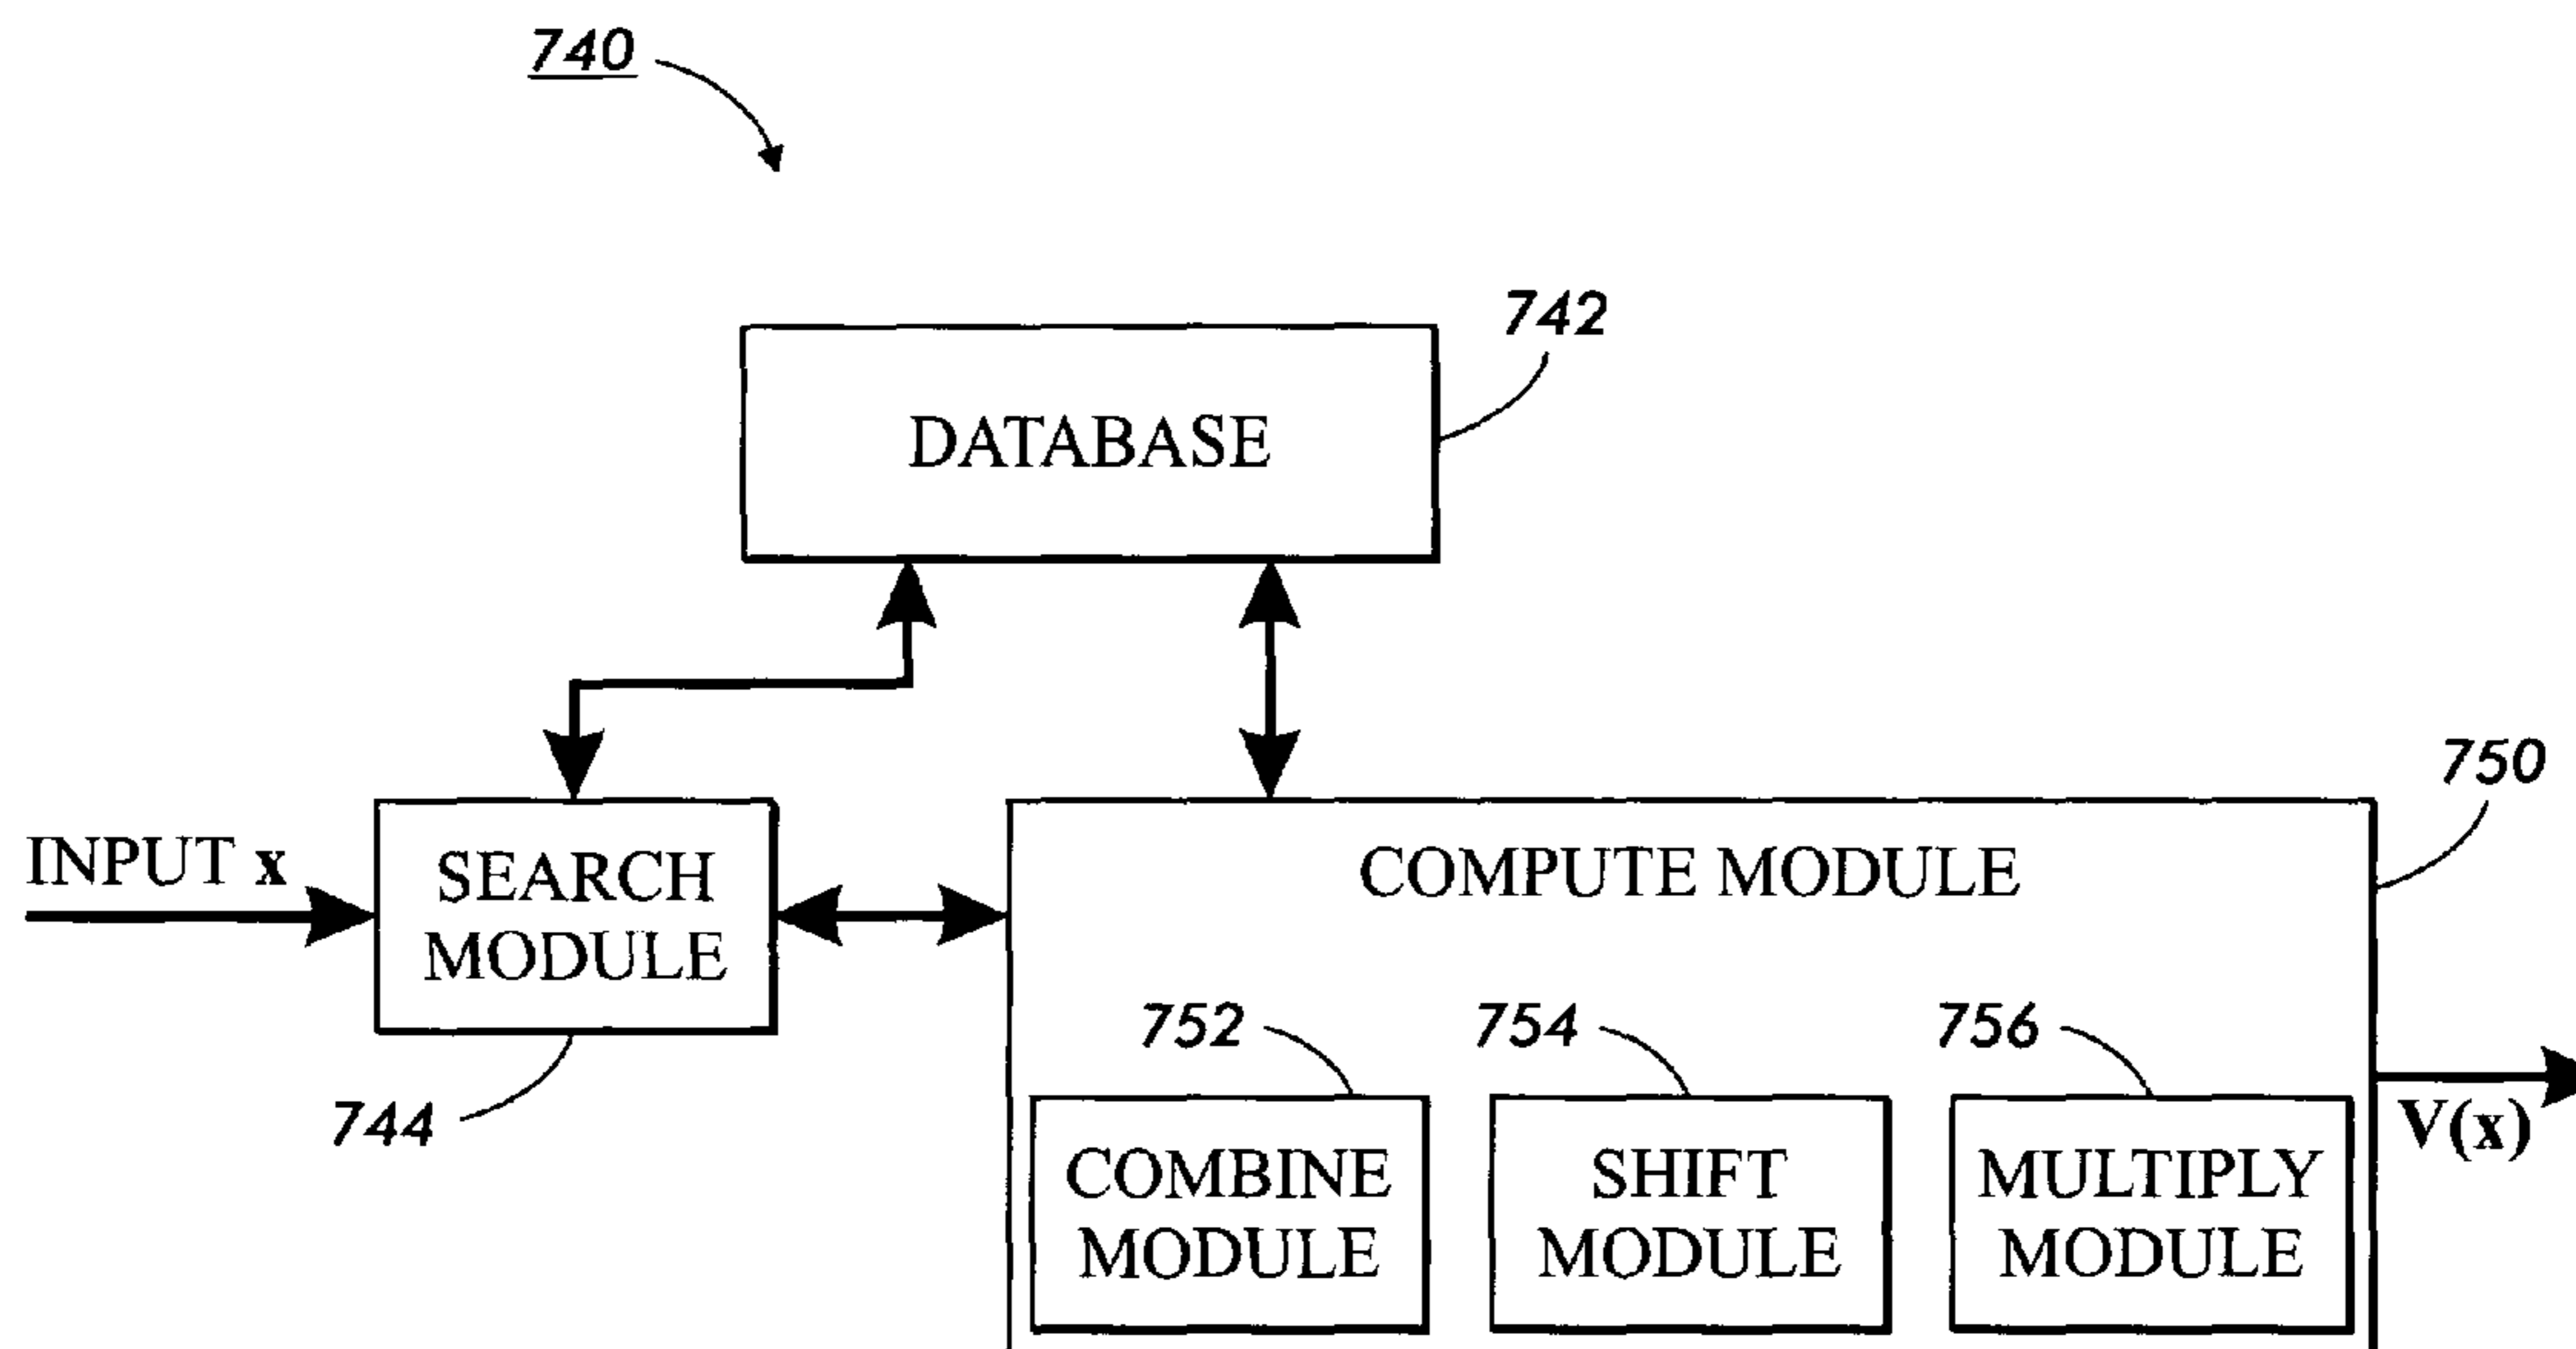 740
742
DATABASE
750
INPUT x
SEARCH
MODULE
COMPUTE MODULE
744
752
754
756
V(x)
COMBINE
MODULE
SHIFT
MODULE
MULTIPLY
MODULE